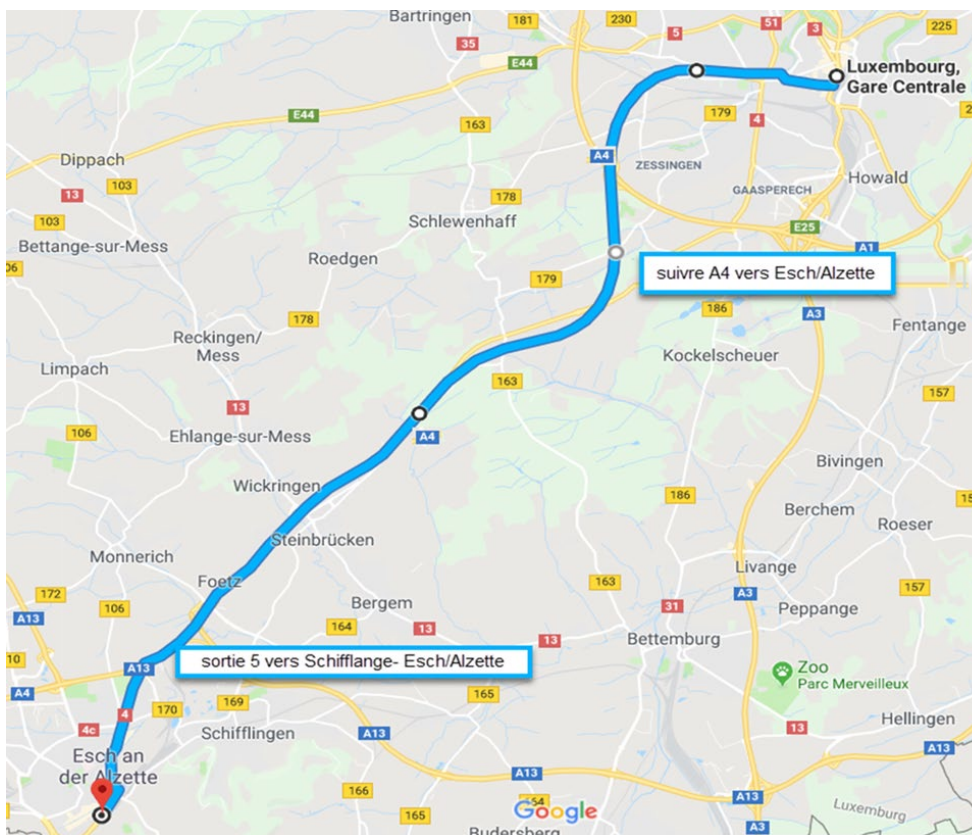 Bartringen
181
230
5
51
3
225
35
E44
Luxembourg,
Gare Centrale
E44
163
179
4
Dippach
A4
ZESSINGEN
13
103
178
GAASPERECH
Howald
103
Schlewenhaff
E25
Bettange-sur-Mess
A1
Roedgen
179
suivre A4 vers Esch/Alzette
186
A3
Fentange
178
Reckingen/
Mess
Kockelscheuer
Limpach
163
157
13
106
Ehlange-sur-Mess
A4
Bivingen
Wickringen
186
Berchem
Roeser
Steinbrücken
Monnerich
Livange
Foetz
163
157
172
106
Bergem
31
A3
Peppange
A13
164
13
13
Bettemburg
sortie 5 vers Schifflange- Esch/Alzette
Zoo
Parc Merveilleux
A13
A4
165
4
170
169
165
13
Hellingen
4c
Schifflingen
A13
A13
Esch an
der Alzette
A13
166
A13
Google
Luxemburg
164
168
A3
Budersberg